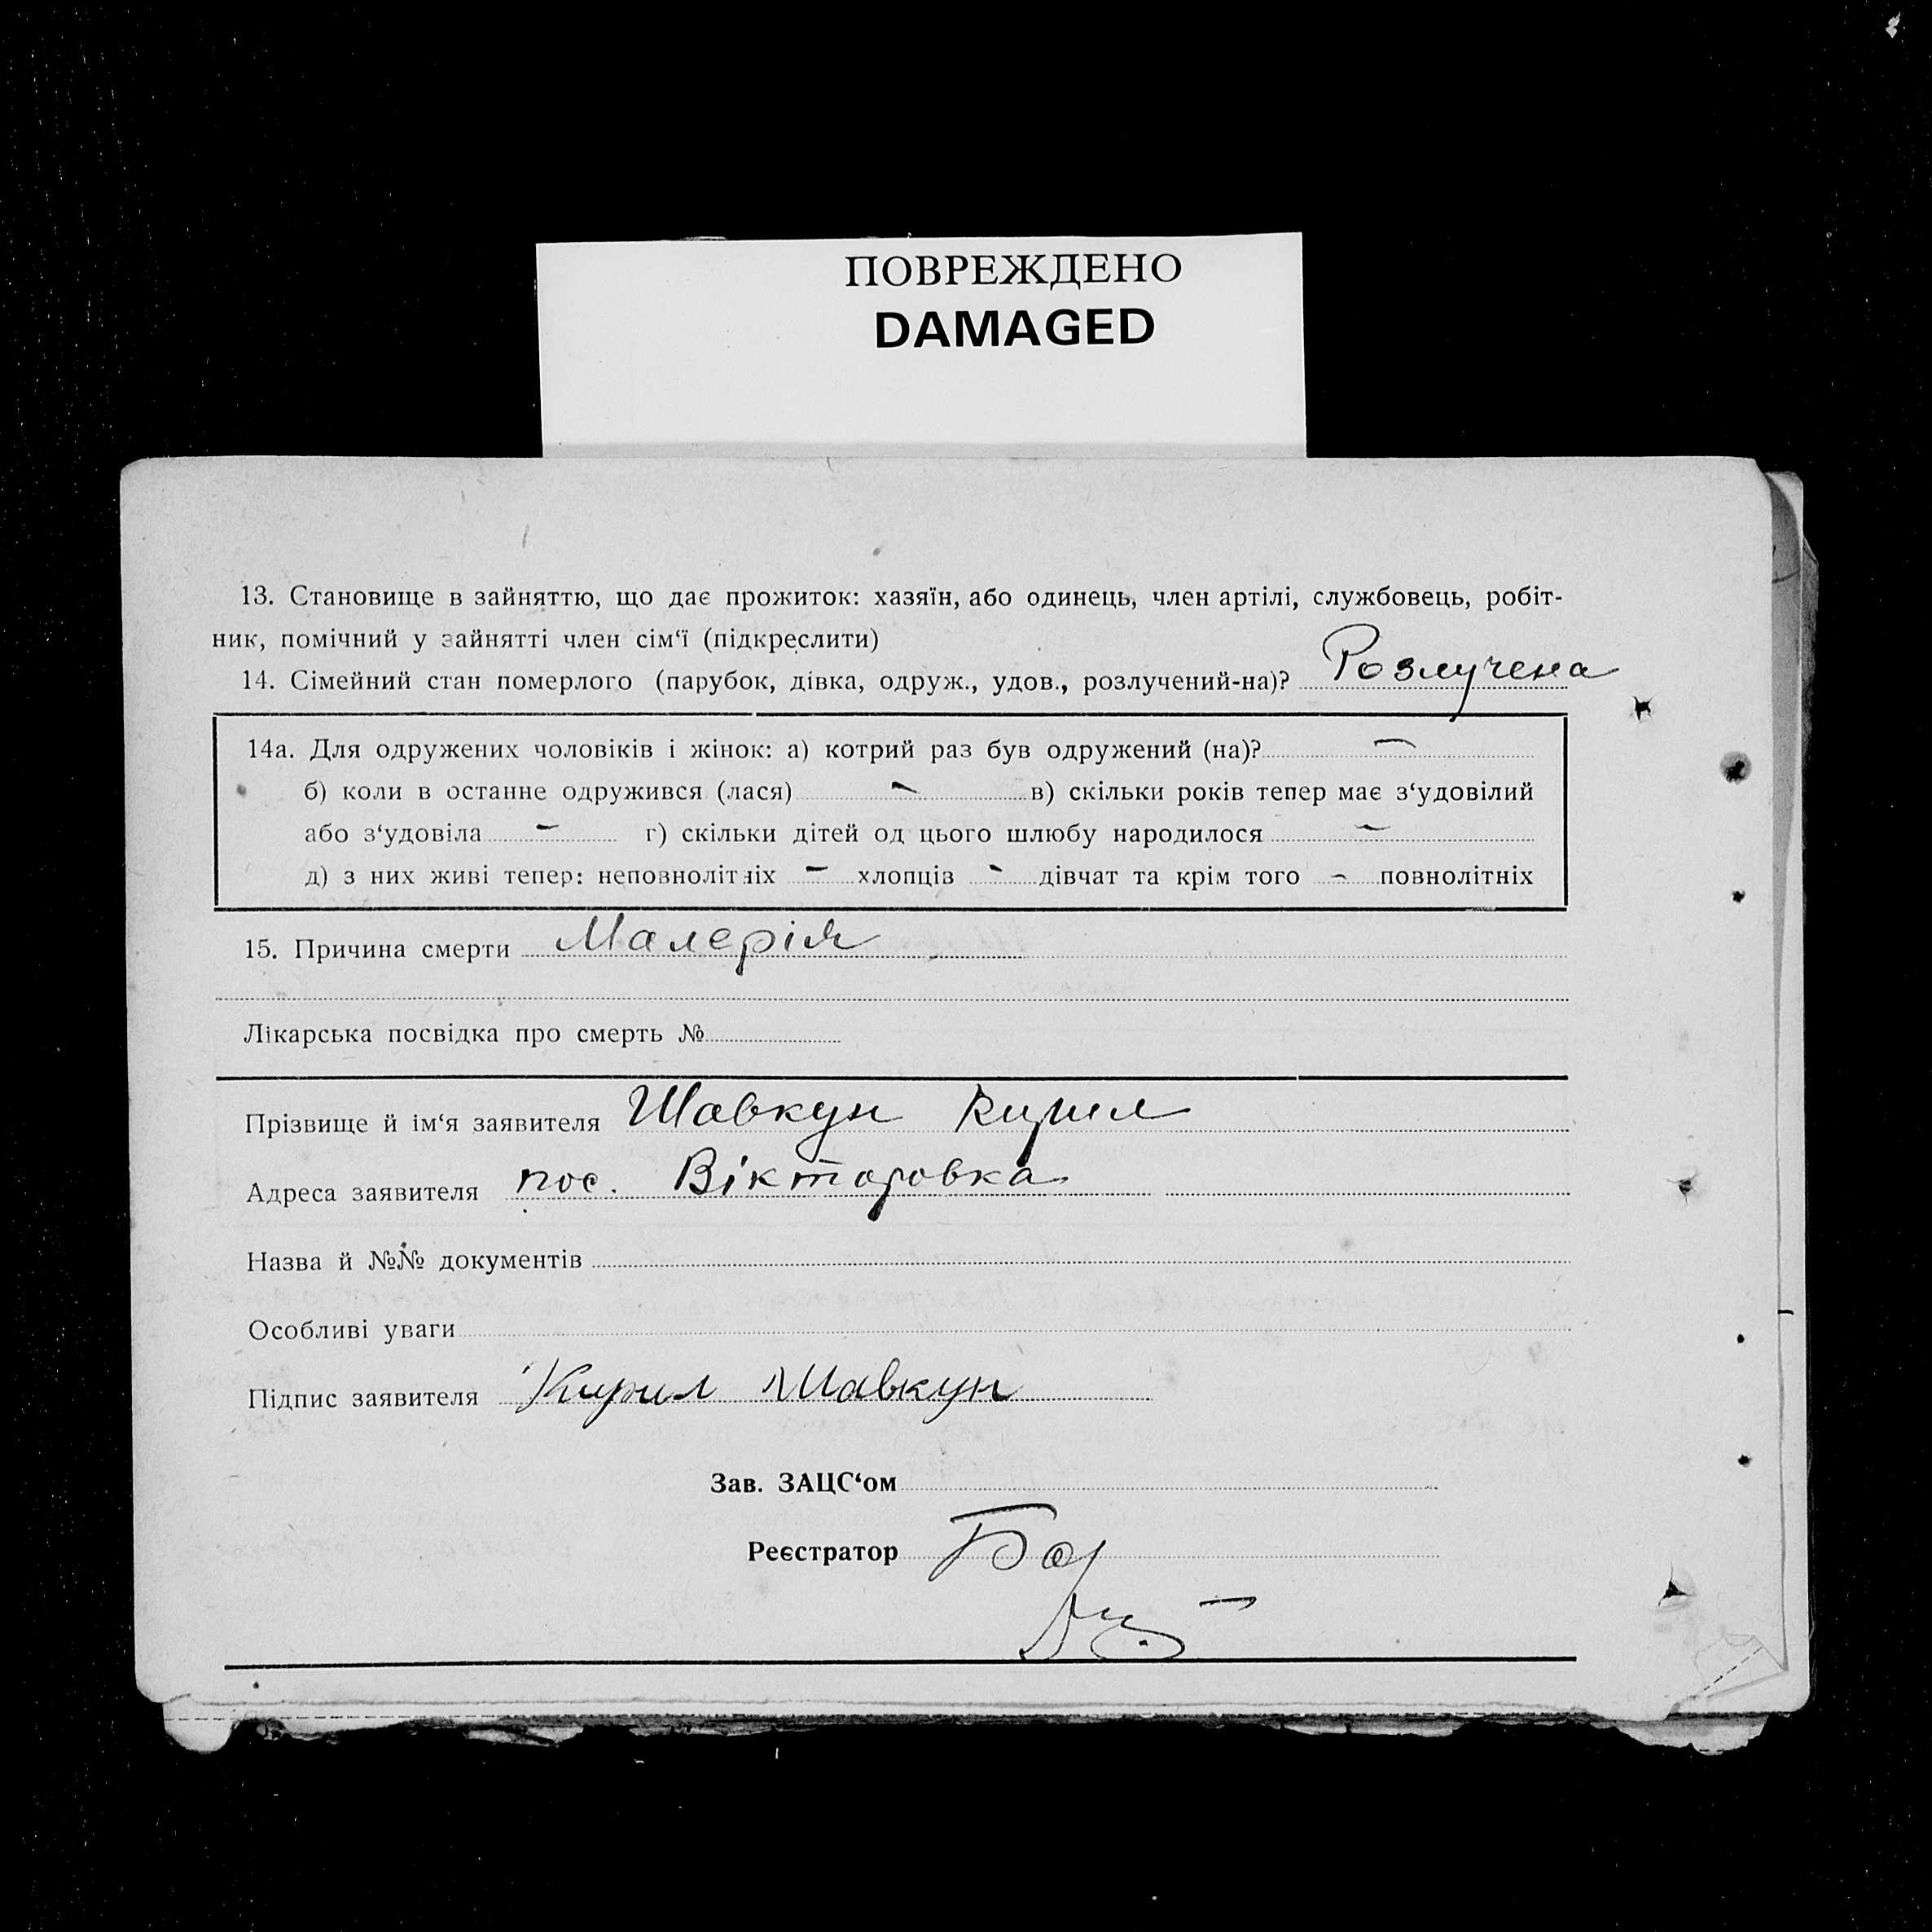 ПОВРЕЖДЕНО
DAMAGED
13. Становище в зайняттю, що дає прожиток: хазяїн, або одинець, член артілі, службовець, робіт-
ник, помічний у зайнятті член сім‘ї (підкреслити)
14. Сімейний стан померлого (парубок, дівка, одруж., удов., розлучений-на)? Розлучена
14а. Для одружених чоловіків і жінок: а) котрий раз був одружений (на)? —
б) коли в останнє одружився (лася) — в) скільки років тепер має з‘удовілий
або з‘удовіла — г) скільки дітей од цього шлюбу народилося —
д) з них живі тепер: неповнолітніх — хлопців — дівчат та крім того — повнолітніх
15. Причина смерти Малерія
Лікарська посвідка про смерть №
Прізвище й ім‘я заявителя Шавкун Кирил
Адреса заявителя пос. Вікторовка
Назва й №№ документів
Особливі уваги
Підпис заявителя Кирил Шавкун
Зав. ЗАЦС‘ом
Реєстратор